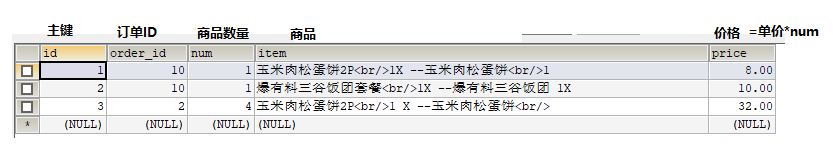 主键 订单ID 商品数量 商品 价格 =单价*num
id order_id num item price
1 10 1 玉米肉松蛋饼2P<br/>1X --玉米肉松蛋饼<br/>1 8.00
2 10 1 爆有料三谷饭团套餐<br/>1X --爆有料三谷饭团 1X 10.00
3 2 4 玉米肉松蛋饼2P<br/>1 X --玉米肉松蛋饼<br/> 32.00
* (NULL) (NULL) (NULL) (NULL) (NULL)